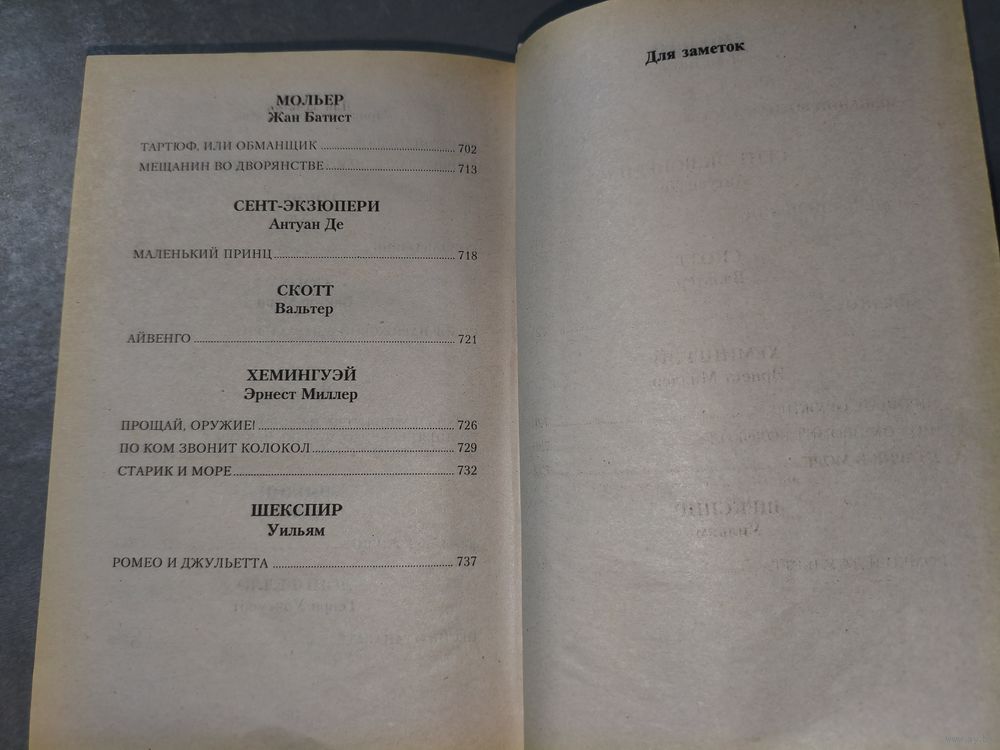 МОЛЬЕР
Жан Батист
ТАРТЮФ, ИЛИ ОБМАНЩИК ........ 702
МЕЩАНИН ВО ДВОРЯНСТВЕ ........ 713
СЕНТ-ЭКЗЮПЕРИ
Антуан Де
МАЛЕНЬКИЙ ПРИНЦ ........ 718
СКОТТ
Вальтер
АЙВЕНГО ........ 721
ХЕМИНГУЭЙ
Эрнест Миллер
ПРОЩАЙ, ОРУЖИЕ! ........ 726
ПО КОМ ЗВОНИТ КОЛОКОЛ ........ 729
СТАРИК И МОРЕ ........ 732
ШЕКСПИР
Уильям
РОМЕО И ДЖУЛЬЕТТА ........ 737
Для заметок